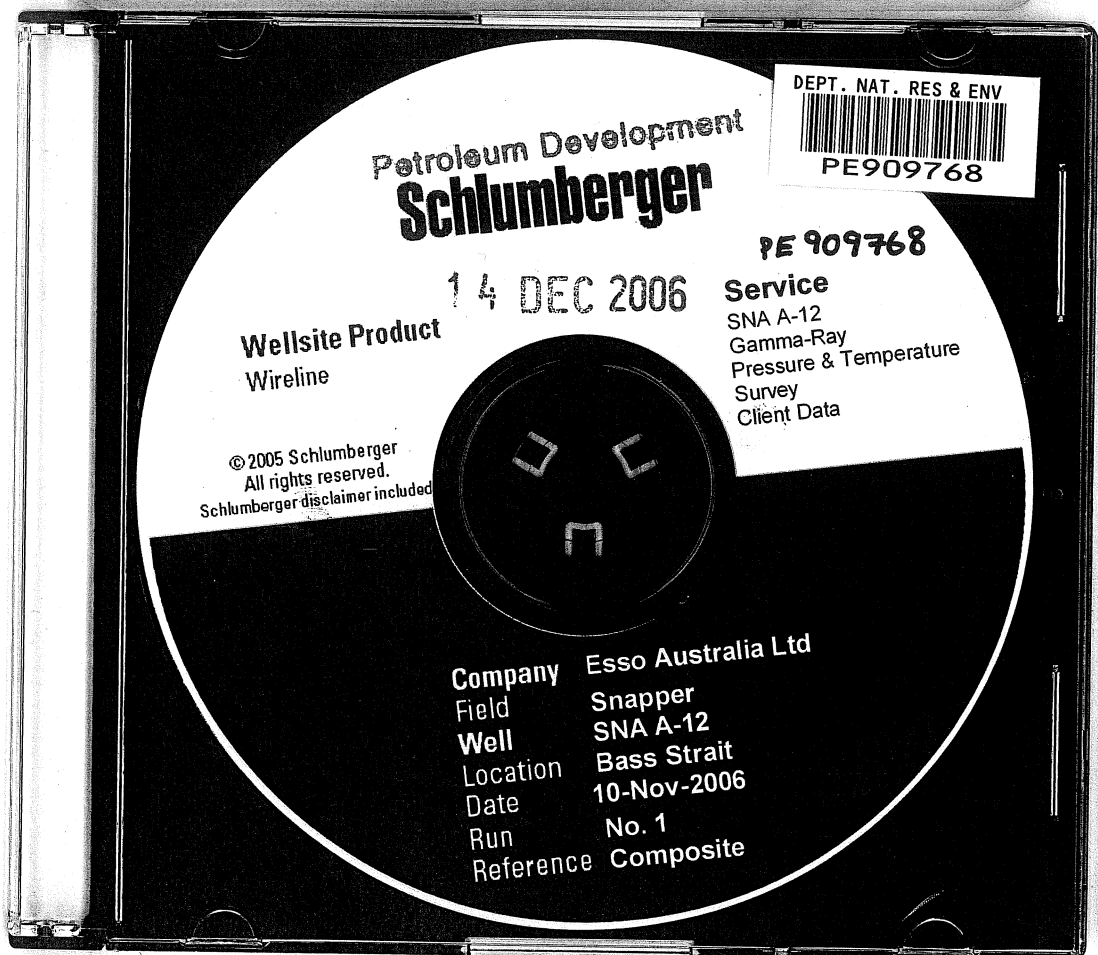 DEPT. NAT. RES & ENV
PE909768
Petroleum Development
Schlumberger
PE 909768
14 DEC 2006
Wellsite Product
Wireline
Service
SNA A-12
Gamma-Ray
Pressure & Temperature
Survey
Client Data
© 2005 Schlumberger
All rights reserved.
Schlumberger disclaimer included
Company Esso Australia Ltd
Field Snapper
Well SNA A-12
Location Bass Strait
Date 10-Nov-2006
Run No. 1
Reference Composite